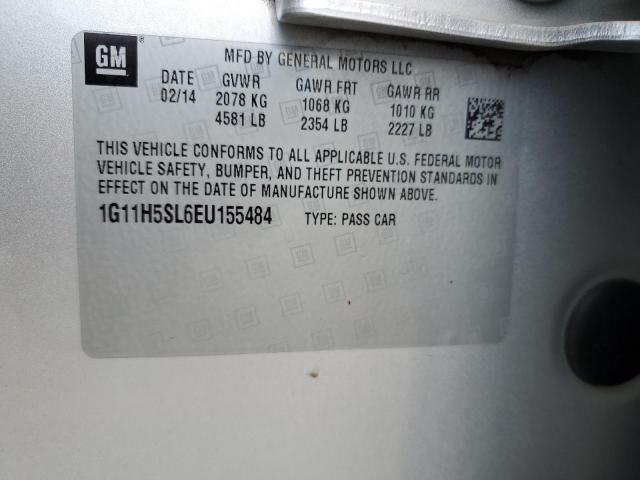 GM®
MFD BY GENERAL MOTORS LLC
DATE GVWR GAWR FRT GAWR RR
02/14 2078 KG 1068 KG 1010 KG
4581 LB 2354 LB 2227 LB
THIS VEHICLE CONFORMS TO ALL APPLICABLE U.S. FEDERAL MOTOR
VEHICLE SAFETY, BUMPER, AND THEFT PREVENTION STANDARDS IN
EFFECT ON THE DATE OF MANUFACTURE SHOWN ABOVE.
1G11H5SL6EU155484 TYPE: PASS CAR